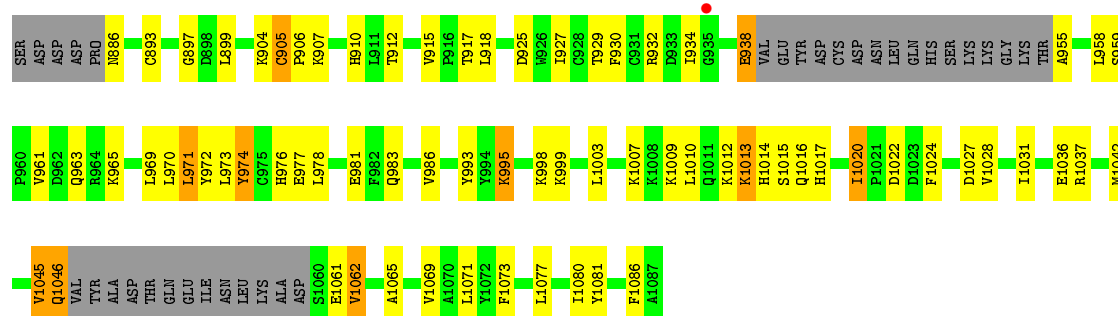 SER ASP ASP ASP PRO N886 C893 G897 D898 L899 K904 C905 P906 K907 H910 L911 T912 V915 P916 T917 L918 D925 W926 I927 C928 T929 F930 C931 R932 D933 I934 G935 E938 VAL GLU TYR ASP CYS ASP ASN LEU GLN HIS SER LYS LYS GLY LYS THR A955 L958 S959
P960 V961 D962 Q963 R964 K965 L969 L970 L971 Y972 L973 Y974 C975 H976 E977 L978 E981 F982 Q983 V986 Y993 Y994 K995 K998 K999 L1003 K1007 K1008 K1009 L1010 Q1011 K1012 K1013 H1014 S1015 Q1016 H1017 I1020 P1021 D1022 D1023 F1024 D1027 V1028 I1031 E1036 R1037 M1042
V1045 Q1046 VAL TYR ALA ASP THR GLN GLU ILE ASN LEU LYS ALA ASP S1060 E1061 V1062 A1065 V1069 A1070 L1071 Y1072 F1073 L1077 I1080 Y1081 F1086 A1087